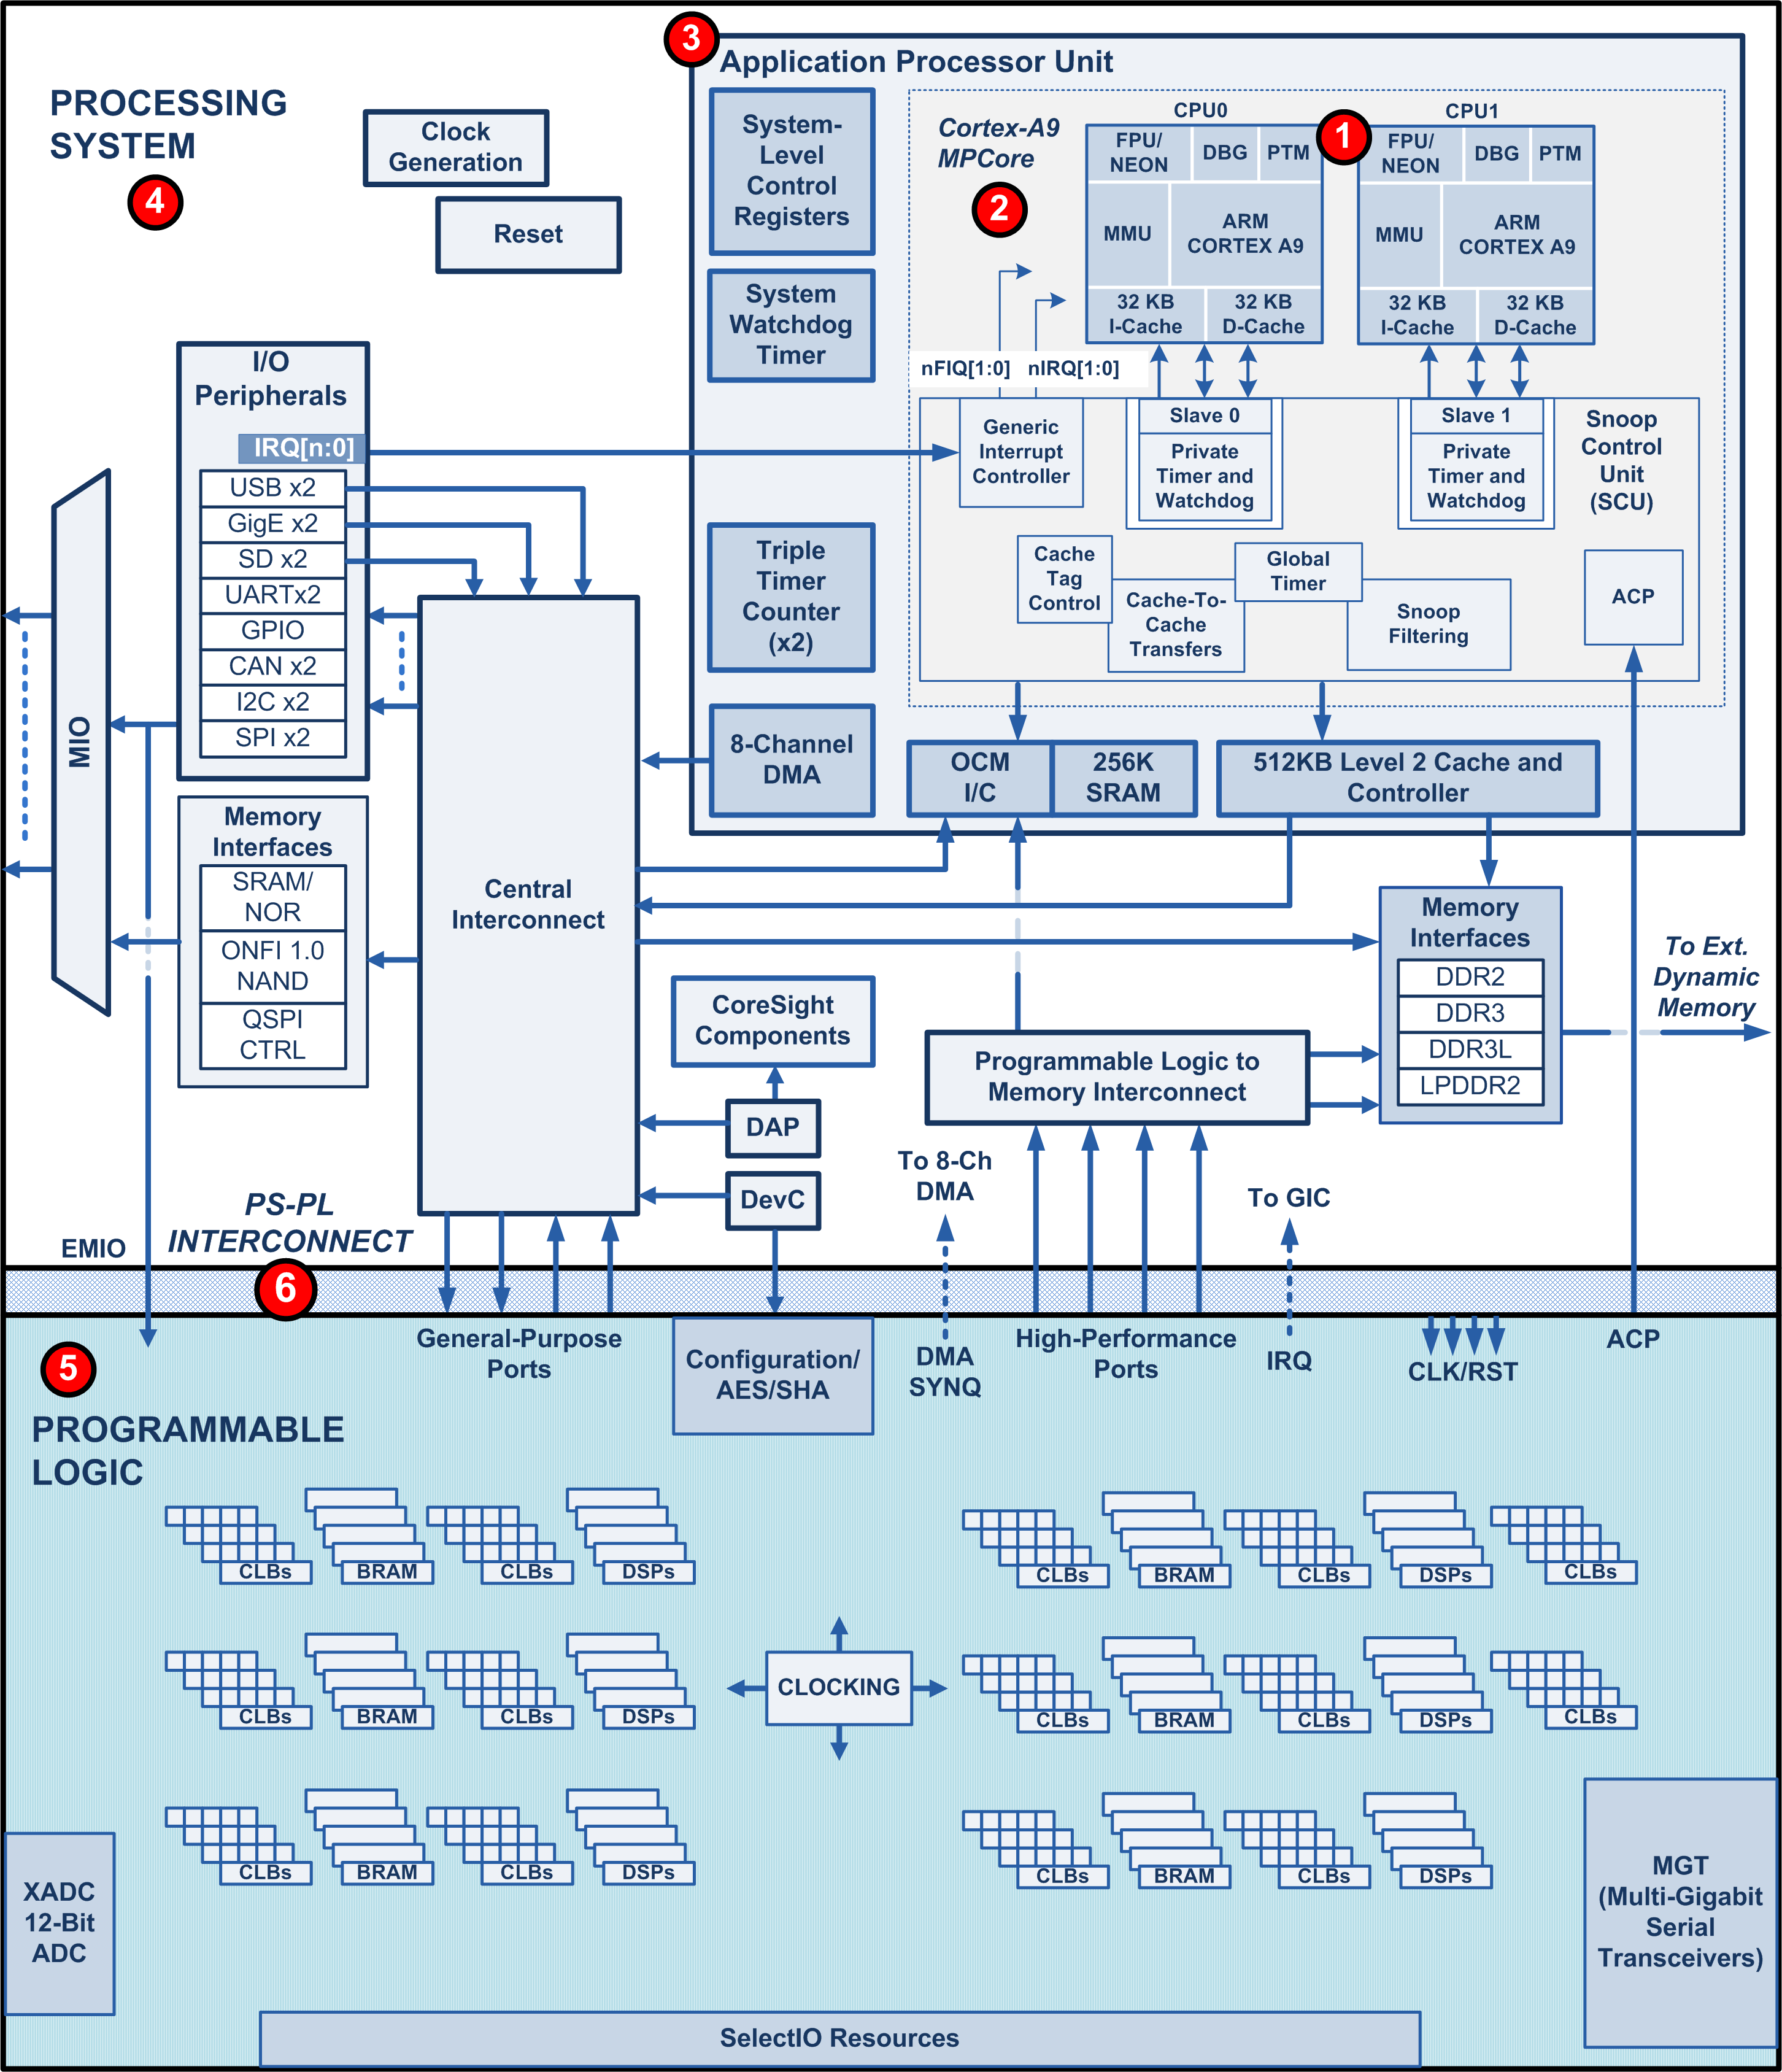 3
Application Processor Unit
PROCESSING
SYSTEM
4
Clock
Generation
Reset
System-
Level
Control
Registers
System
Watchdog
Timer
Triple
Timer
Counter
(x2)
8-Channel
DMA
Cortex-A9
MPCore
2
CPU0
FPU/
NEON
DBG
PTM
MMU
ARM
CORTEX A9
32 KB
I-Cache
32 KB
D-Cache
1
CPU1
FPU/
NEON
DBG
PTM
MMU
ARM
CORTEX A9
32 KB
I-Cache
32 KB
D-Cache
nFIQ[1:0]
nIRQ[1:0]
Generic
Interrupt
Controller
Slave 0
Private
Timer and
Watchdog
Slave 1
Private
Timer and
Watchdog
Snoop
Control
Unit
(SCU)
Cache
Tag
Control
Cache-To-
Cache
Transfers
Global
Timer
Snoop
Filtering
ACP
OCM
I/C
256K
SRAM
512KB Level 2 Cache and
Controller
I/O
Peripherals
IRQ[n:0]
USB x2
GigE x2
SD x2
UARTx2
GPIO
CAN x2
I2C x2
SPI x2
MIO
Memory
Interfaces
SRAM/
NOR
ONFI 1.0
NAND
QSPI
CTRL
Central
Interconnect
CoreSight
Components
DAP
DevC
Programmable Logic to
Memory Interconnect
Memory
Interfaces
DDR2
DDR3
DDR3L
LPDDR2
To Ext.
Dynamic
Memory
To 8-Ch
DMA
To GIC
PS-PL
INTERCONNECT
EMIO
6
5
General-Purpose
Ports
Configuration/
AES/SHA
DMA
SYNQ
High-Performance
Ports
IRQ
CLK/RST
ACP
PROGRAMMABLE
LOGIC
CLBs
BRAM
CLBs
DSPs
CLBs
BRAM
CLBs
DSPs
CLBs
CLBs
BRAM
CLBs
DSPs
CLOCKING
CLBs
BRAM
CLBs
DSPs
CLBs
CLBs
BRAM
CLBs
DSPs
CLBs
BRAM
CLBs
DSPs
XADC
12-Bit
ADC
MGT
(Multi-Gigabit
Serial
Transceivers)
SelectIO Resources